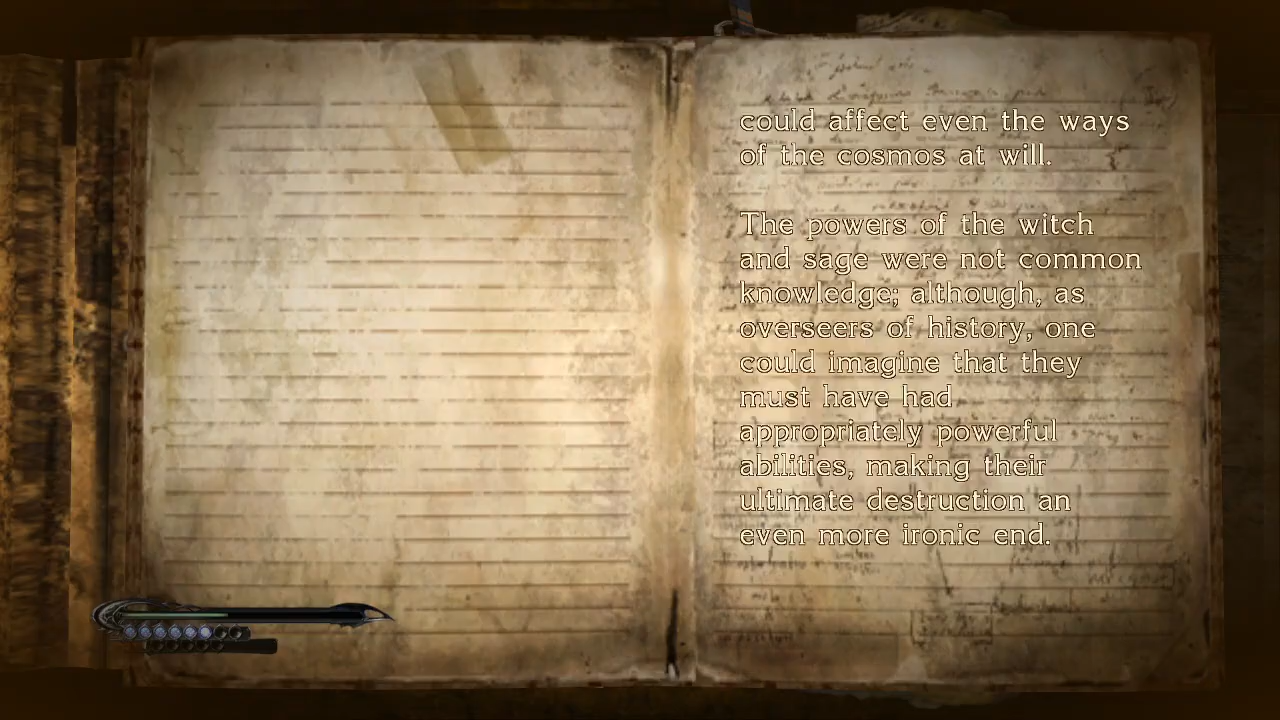 could affect even the ways
of the cosmos at will.
The powers of the witch
and sage were not common
knowledge; although, as
overseers of history, one
could imagine that they
must have had
appropriately powerful
abilities, making their
ultimate destruction an
even more ironic end.